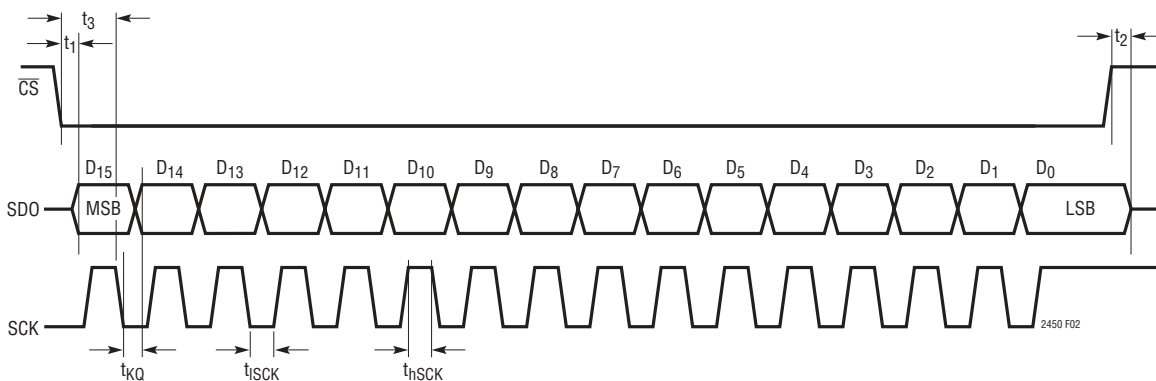 t3
t1
t2
CS
D15 D14 D13 D12 D11 D10 D9 D8 D7 D6 D5 D4 D3 D2 D1 D0
SDO MSB LSB
SCK
2450 F02
tKQ tlSCK thSCK